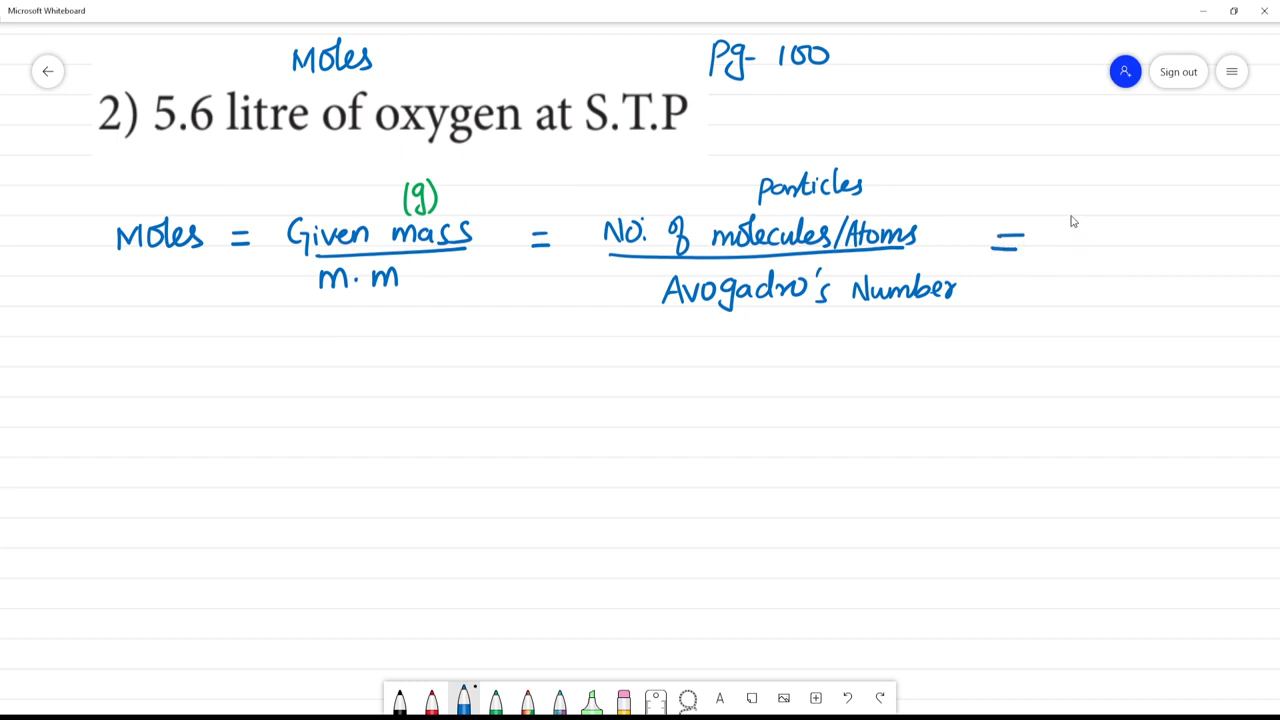 Microsoft Whiteboard
Moles Pg- 100
Sign out
2) 5.6 litre of oxygen at S.T.P
(g) particles
Moles = Given mass = No: of molecules/Atoms =
m.m Avogadro's Number
A